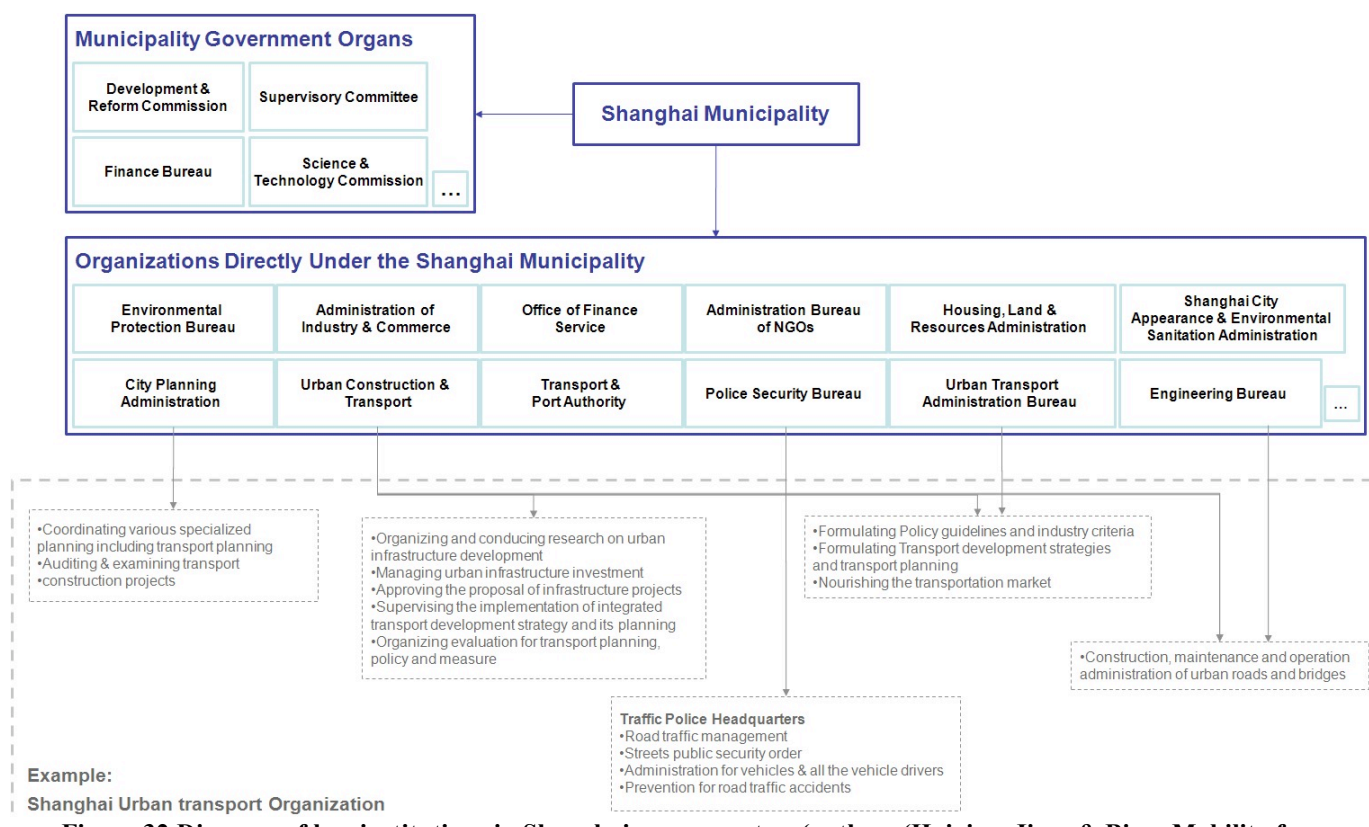 Municipality Government Organs
Development &
Reform Commission
Supervisory Committee
Finance Bureau
Science &
Technology Commission
...
Shanghai Municipality
Organizations Directly Under the Shanghai Municipality
Environmental
Protection Bureau
Administration of
Industry & Commerce
Office of Finance
Service
Administration Bureau
of NGOs
Housing, Land &
Resources Administration
Shanghai City
Appearance & Environmental
Sanitation Administration
City Planning
Administration
Urban Construction &
Transport
Transport &
Port Authority
Police Security Bureau
Urban Transport
Administration Bureau
Engineering Bureau
...
•Coordinating various specialized
planning including transport planning
•Auditing & examining transport
•construction projects
•Organizing and conducting research on urban
infrastructure development
•Managing urban infrastructure investment
•Approving the proposal of infrastructure projects
•Supervising the implementation of integrated
transport development strategy and its planning
•Organizing evaluation for transport planning,
policy and measure
•Formulating Policy guidelines and industry criteria
•Formulating Transport development strategies
and transport planning
•Nourishing the transportation market
•Construction, maintenance and operation
administration of urban roads and bridges
Traffic Police Headquarters
•Road traffic management
•Streets public security order
•Administration for vehicles & all the vehicle drivers
•Prevention for road traffic accidents
Example:
Shanghai Urban transport Organization